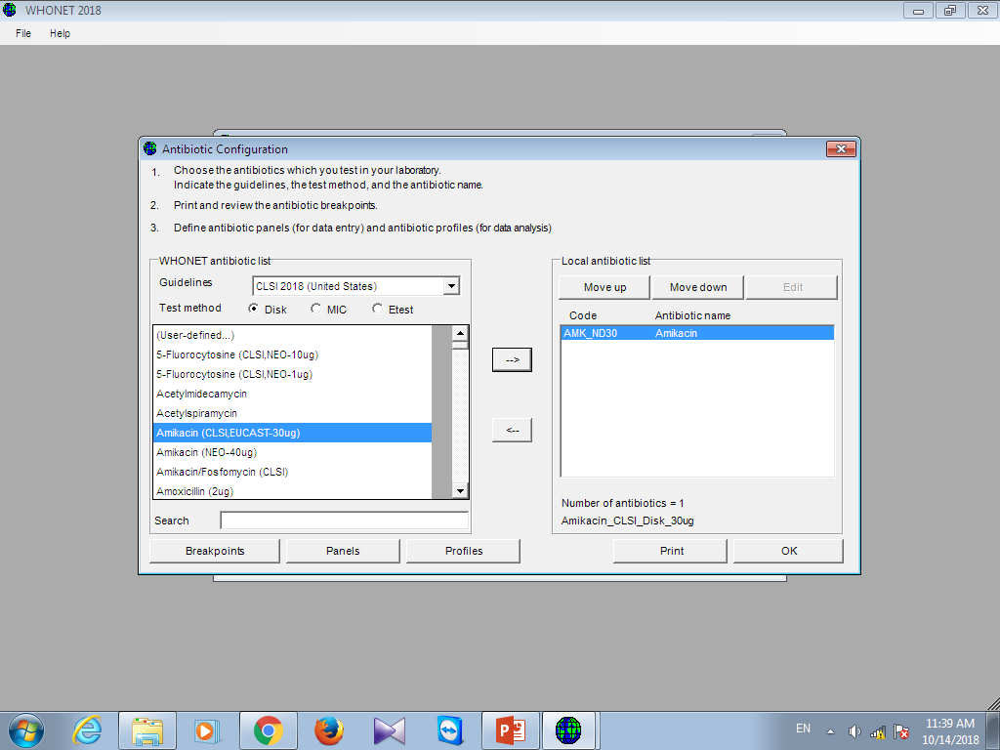 WHONET 2018
File Help
Antibiotic Configuration
1. Choose the antibiotics which you test in your laboratory.
Indicate the guidelines, the test method, and the antibiotic name.
2. Print and review the antibiotic breakpoints.
3. Define antibiotic panels (for data entry) and antibiotic profiles (for data analysis)
WHONET antibiotic list
Guidelines CLSI 2018 (United States)
Test method Disk MIC Etest
(User-defined...)
5-Fluorocytosine (CLSI,NEO-10ug)
5-Fluorocytosine (CLSI,NEO-1ug)
Acetylmidecamycin
Acetylspiramycin
Amikacin (CLSI,EUCAST-30ug)
Amikacin (NEO-40ug)
Amikacin/Fosfomycin (CLSI)
Amoxicillin (2ug)
Search
-->
<--
Local antibiotic list
Move up Move down Edit
Code Antibiotic name
AMK_ND30 Amikacin
Number of antibiotics = 1
Amikacin_CLSI_Disk_30ug
Breakpoints Panels Profiles Print OK
EN
11:39 AM
10/14/2018